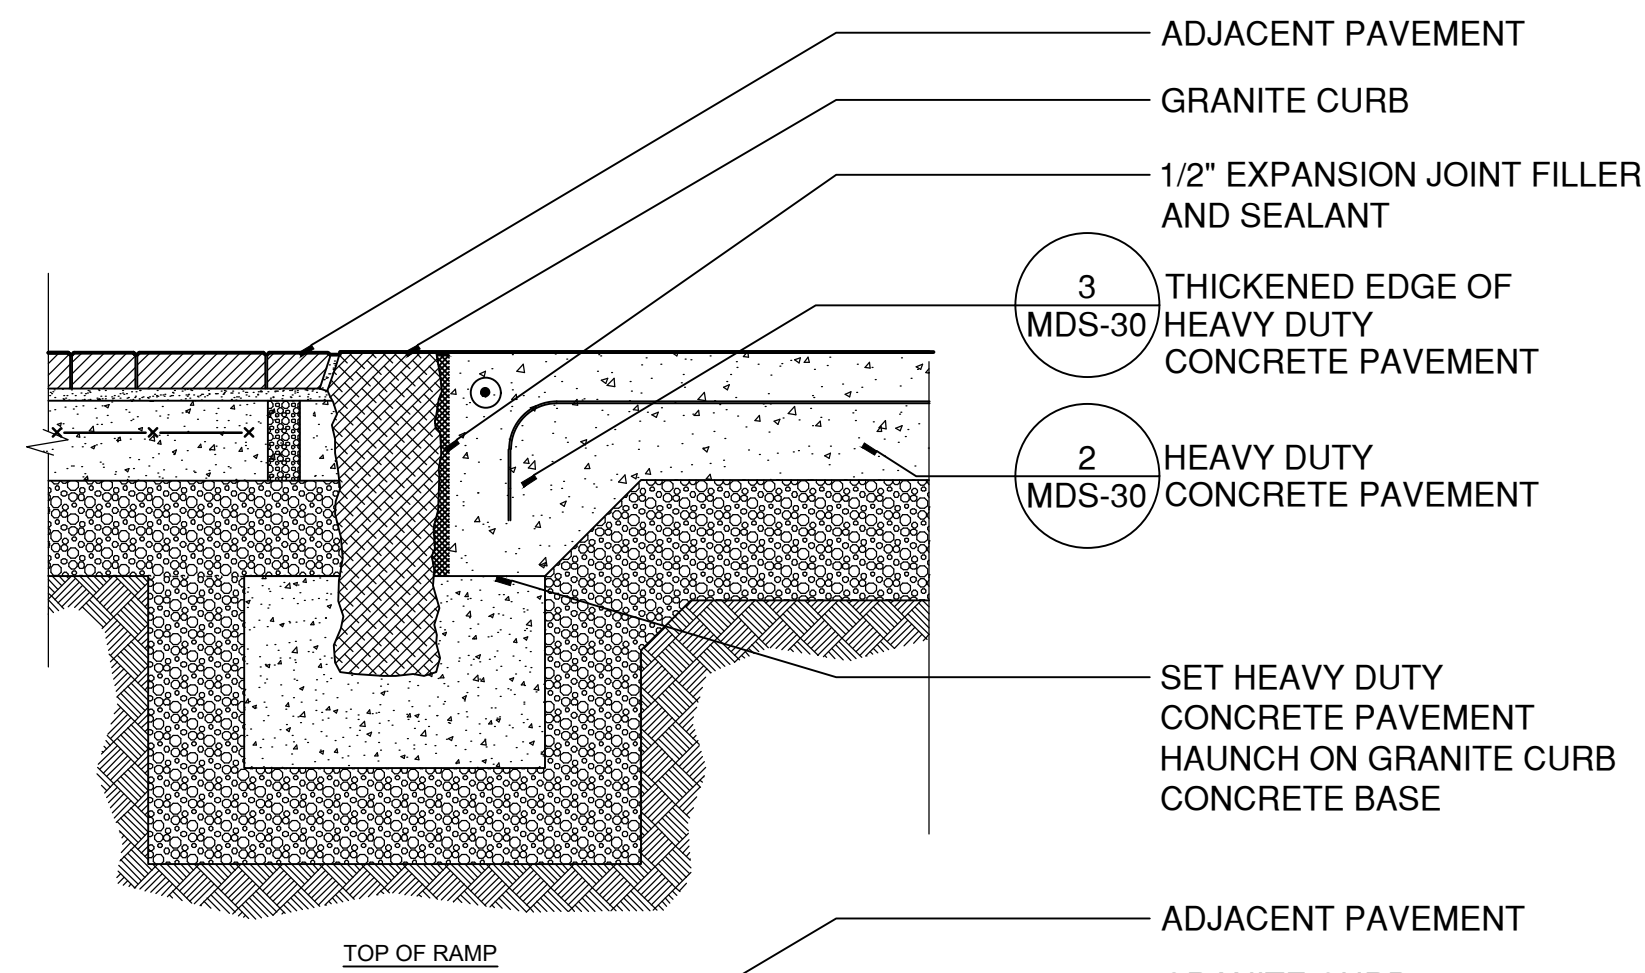 ADJACENT PAVEMENT
GRANITE CURB
1/2" EXPANSION JOINT FILLER
AND SEALANT
3
MDS-30
THICKENED EDGE OF
HEAVY DUTY
CONCRETE PAVEMENT
2
MDS-30
HEAVY DUTY
CONCRETE PAVEMENT
SET HEAVY DUTY
CONCRETE PAVEMENT
HAUNCH ON GRANITE CURB
CONCRETE BASE
ADJACENT PAVEMENT
TOP OF RAMP